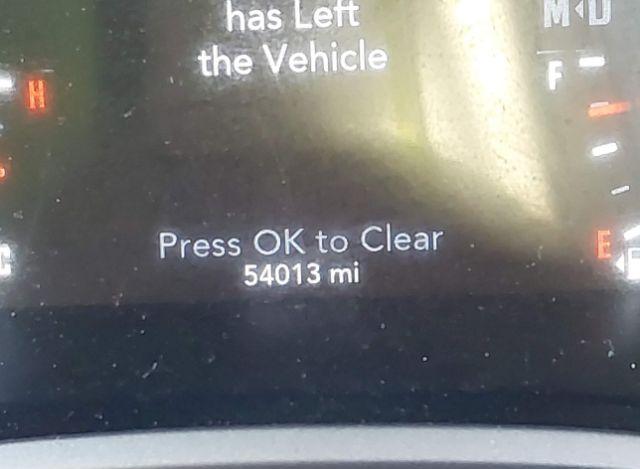 has Left
the Vehicle
M◁D
H
F
Press OK to Clear
54013 mi
E
C